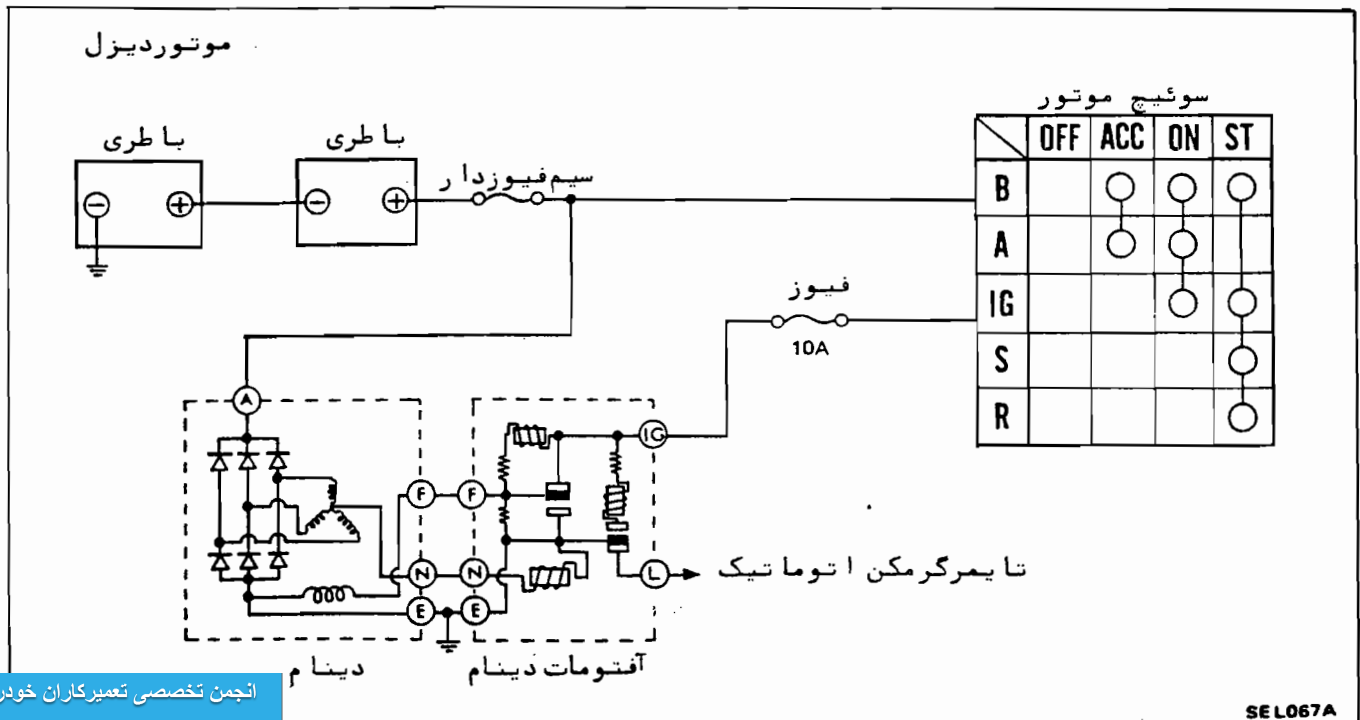 موتوردیزل
سوئیچ موتور
OFF ACC ON ST
باطری
باطری
سیم‌فیوزدار
B
A
IG
S
R
فیوز
10A
A
IG
F
F
N
N
L
تایمرگرمکن اتوماتیک
E
E
دینام
آفتومات دینام
انجمن تخصصی تعمیرکاران خودر
SEL067A